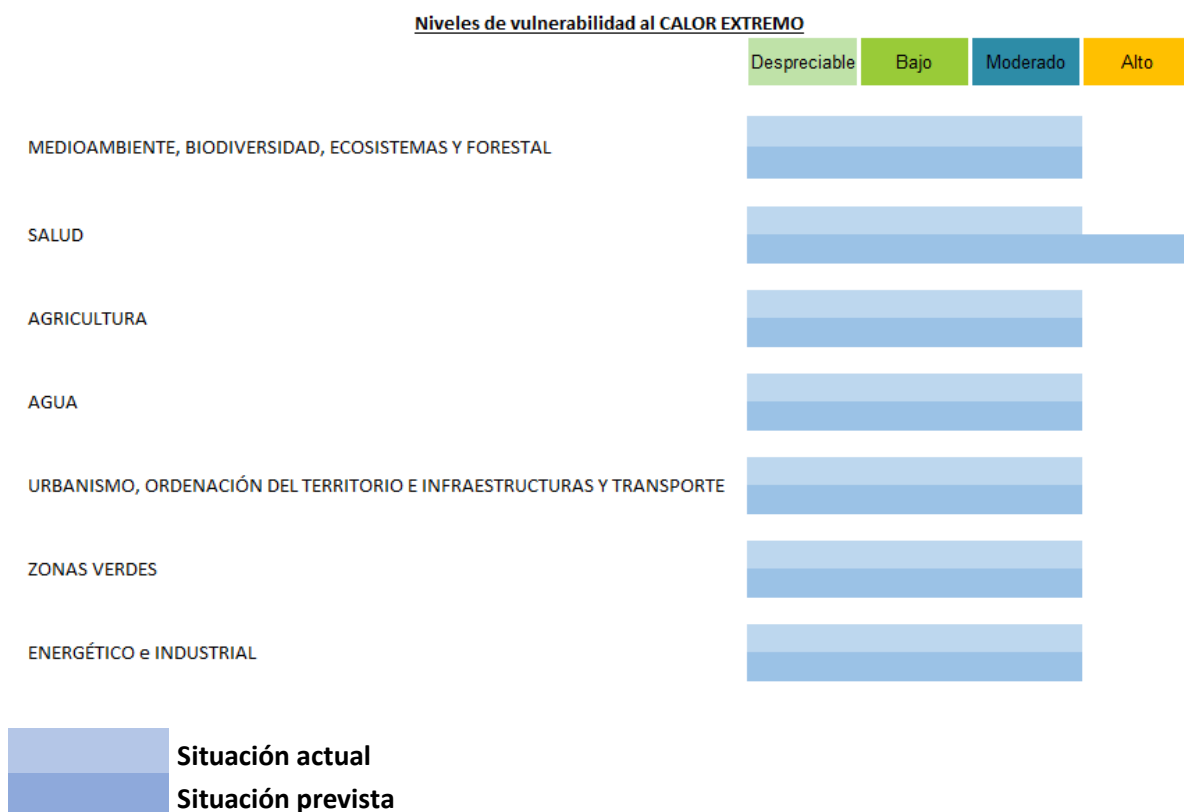 Niveles de vulnerabilidad al CALOR EXTREMO
Despreciable Bajo Moderado Alto
MEDIOAMBIENTE, BIODIVERSIDAD, ECOSISTEMAS Y FORESTAL
SALUD
AGRICULTURA
AGUA
URBANISMO, ORDENACIÓN DEL TERRITORIO E INFRAESTRUCTURAS Y TRANSPORTE
ZONAS VERDES
ENERGÉTICO e INDUSTRIAL
Situación actual
Situación prevista